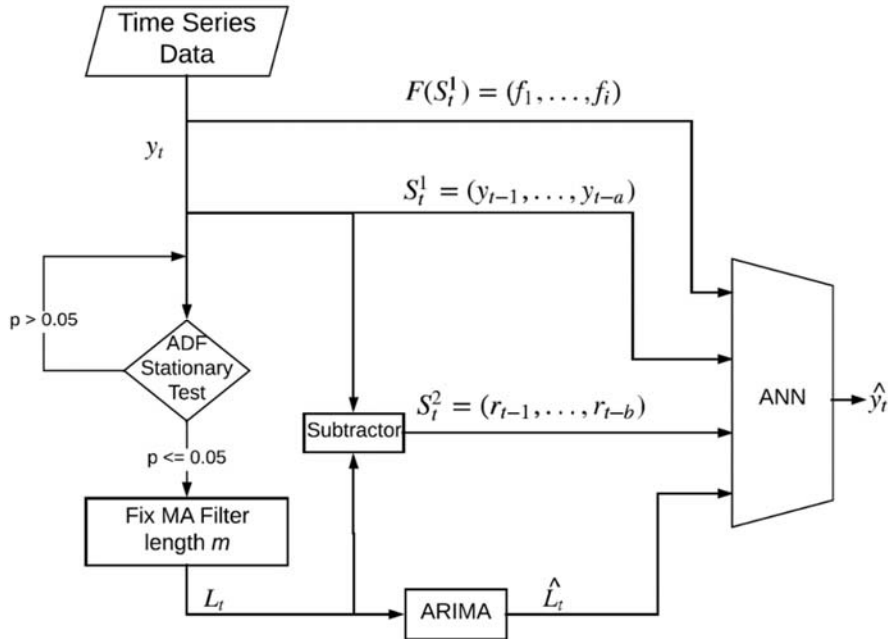 Time Series
Data
F(S_t^1) = (f_1, . . . , f_i)
y_t
S_t^1 = (y_{t−1}, . . . , y_{t−a})
p > 0.05
ADF
Stationary
Test
ANN
ŷ_t
S_t^2 = (r_{t−1}, . . . , r_{t−b})
Subtractor
p <= 0.05
Fix MA Filter
length m
L_t
ARIMA
L̂_t